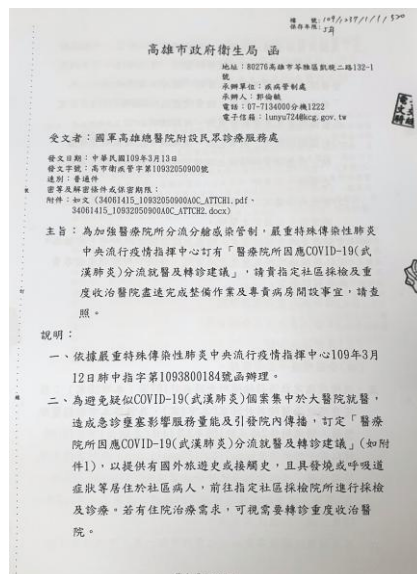 檔　號：109/1299/1/1/320
保存年限：5年
高雄市政府衛生局　函
地址：80276高雄市苓雅區凱旋二路132-1
號
承辦單位：疾病管制處
承辦人：郭倫毓
電話：07-7134000分機1222
電子信箱：lunyu724@kcg.gov.tw
受文者：國軍高雄總醫院附設民眾診療服務處
發文日期：中華民國109年3月13日
發文字號：高市衛疾管字第10932050900號
速別：普通件
密等及解密條件或保密期限：
附件：如文（34061415_10932050900A0C_ATTCH1.pdf、
34061415_10932050900A0C_ATTCH2.docx）
主旨：為加強醫療院所分流分艙感染管制，嚴重特殊傳染性肺炎
中央流行疫情指揮中心訂有「醫療院所因應COVID-19(武
漢肺炎)分流就醫及轉診建議」，請貴指定社區採檢及重
度收治醫院盡速完成整備作業及專責病房開設事宜，請查
照。
說明：
一、依據嚴重特殊傳染性肺炎中央流行疫情指揮中心109年3月
12日肺中指字第1093800184號函辦理。
二、為避免疑似COVID-19(武漢肺炎)個案集中於大醫院就醫，
造成急診壅塞影響服務量能及引發院內傳播，訂定「醫療
院所因應COVID-19(武漢肺炎)分流就醫及轉診建議」(如附
件1)，以提供有國外旅遊史或接觸史，且具發燒或呼吸道
症狀等居住於社區病人，前往指定社區採檢院所進行採檢
及診療。若有住院治療需求，可視需要轉診重度收治醫
院。